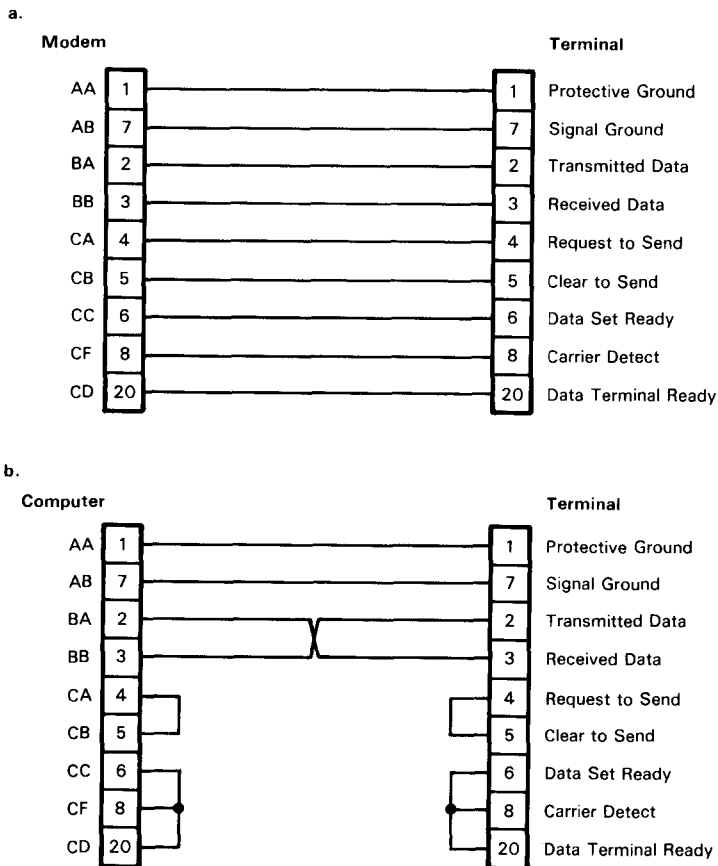 a.
Modem Terminal
AA 1 1 Protective Ground
AB 7 7 Signal Ground
BA 2 2 Transmitted Data
BB 3 3 Received Data
CA 4 4 Request to Send
CB 5 5 Clear to Send
CC 6 6 Data Set Ready
CF 8 8 Carrier Detect
CD 20 20 Data Terminal Ready
b.
Computer Terminal
AA 1 1 Protective Ground
AB 7 7 Signal Ground
BA 2 2 Transmitted Data
BB 3 3 Received Data
CA 4 4 Request to Send
CB 5 5 Clear to Send
CC 6 6 Data Set Ready
CF 8 8 Carrier Detect
CD 20 20 Data Terminal Ready